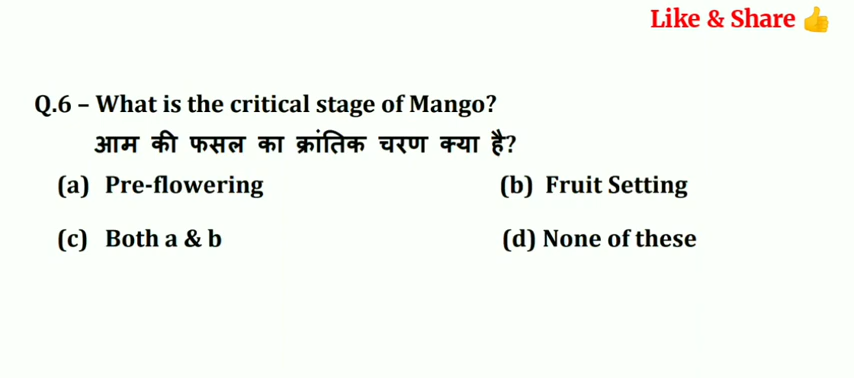 Like & Share 👍
Q.6 – What is the critical stage of Mango?
आम की फसल का क्रांतिक चरण क्या है?
(a) Pre-flowering (b) Fruit Setting
(c) Both a & b (d) None of these